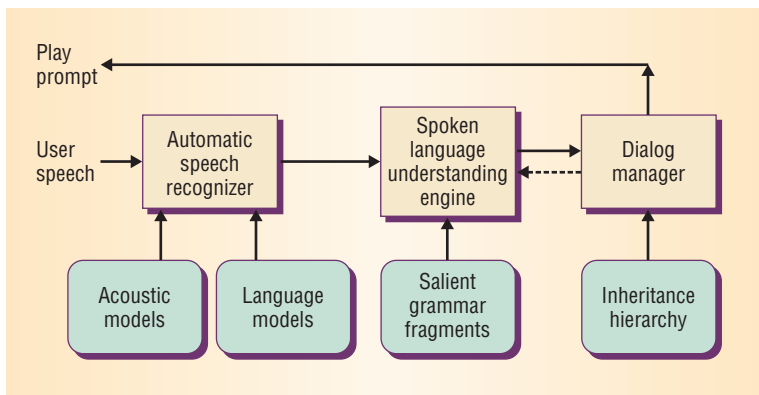 Play
prompt
User
speech
Automatic
speech
recognizer
Spoken
language
understanding
engine
Dialog
manager
Acoustic
models
Language
models
Salient
grammar
fragments
Inheritance
hierarchy